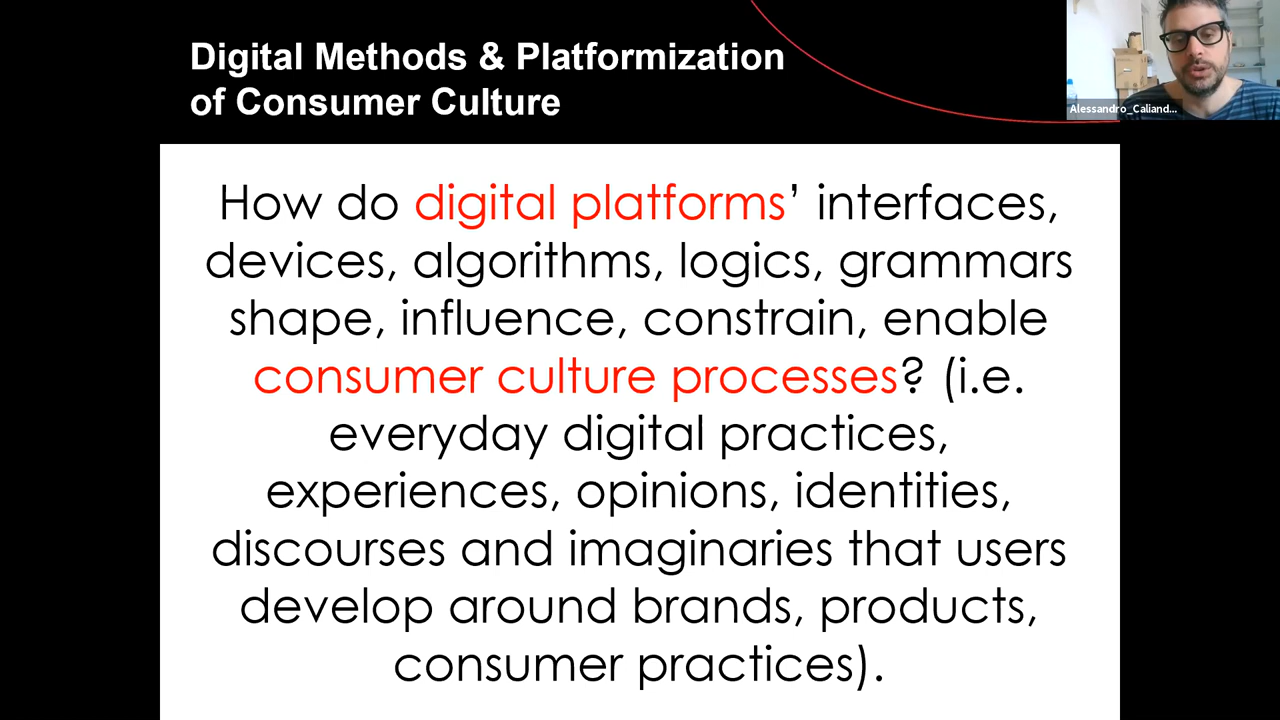 Digital Methods & Platformization
of Consumer Culture
Alessandro_Caliand...
How do digital platforms’ interfaces,
devices, algorithms, logics, grammars
shape, influence, constrain, enable
consumer culture processes? (i.e.
everyday digital practices,
experiences, opinions, identities,
discourses and imaginaries that users
develop around brands, products,
consumer practices).